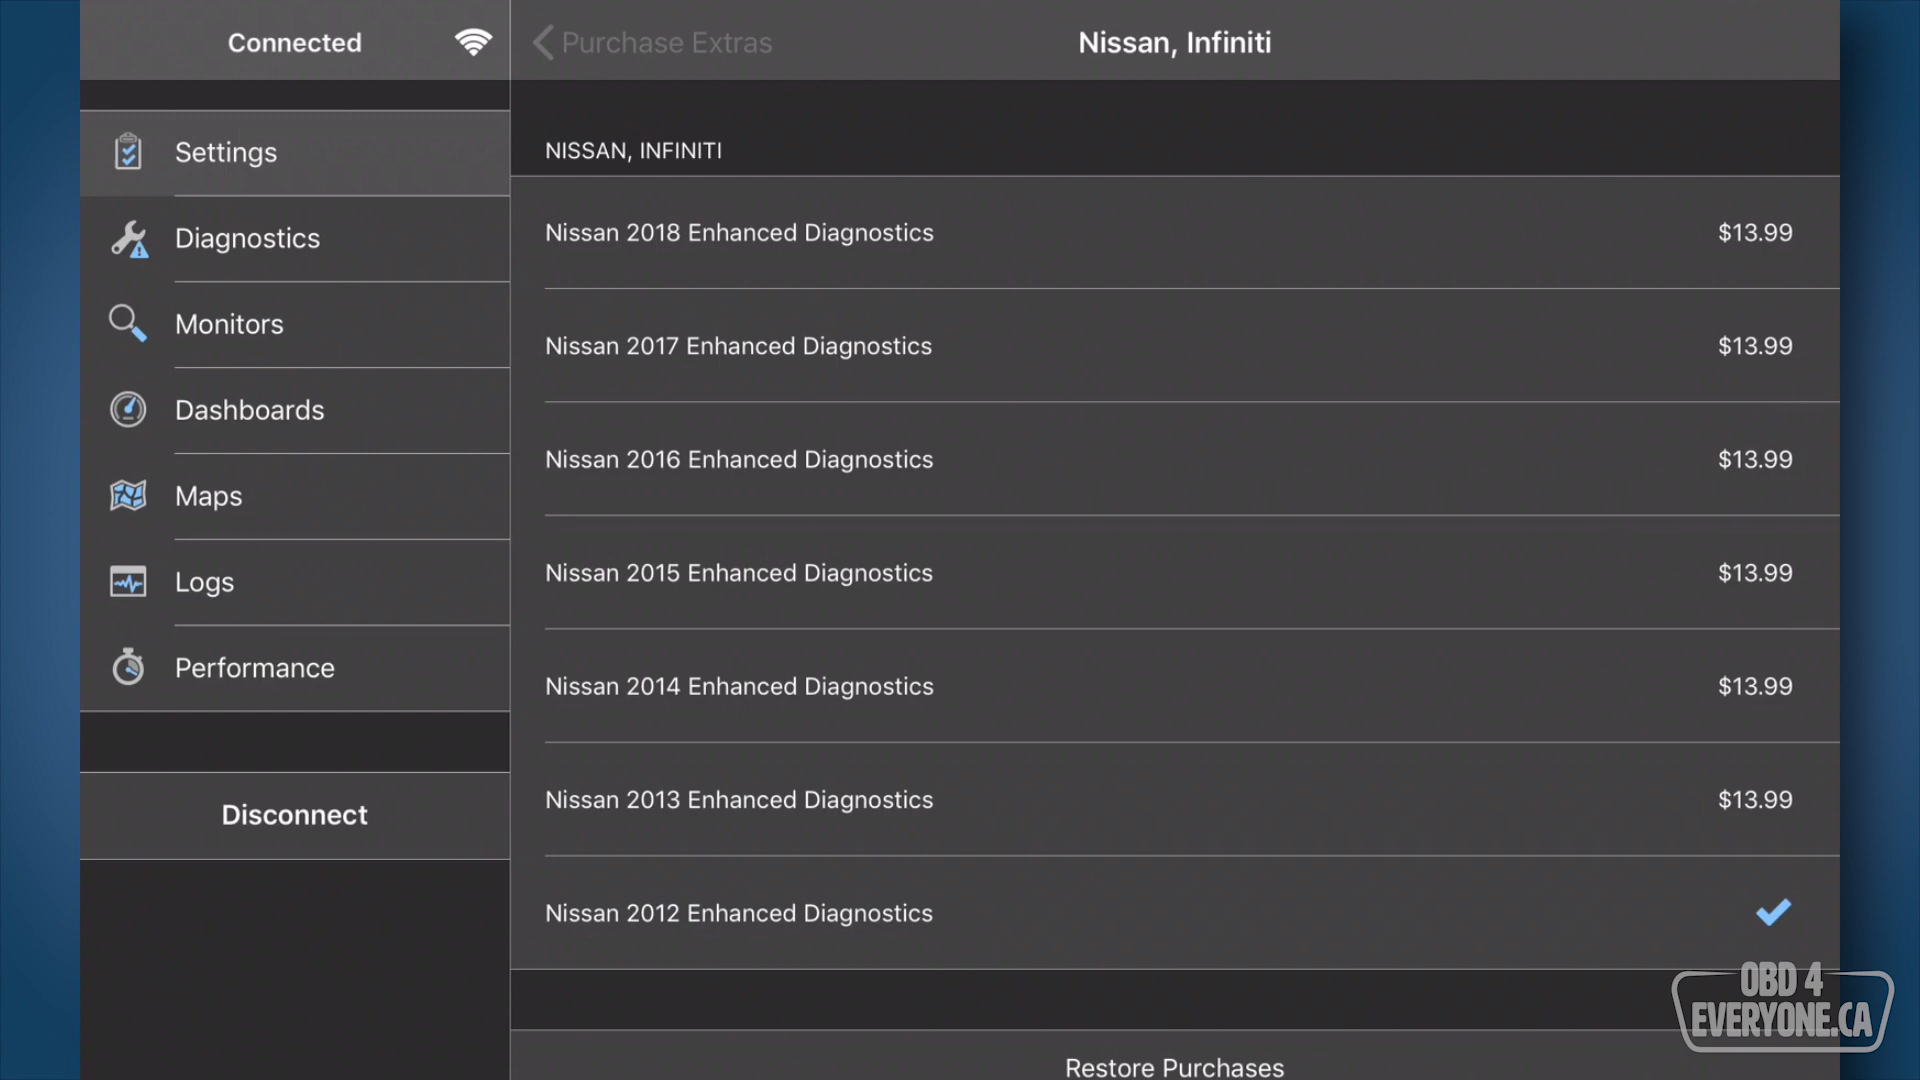 Connected
Purchase Extras
Nissan, Infiniti
Settings
Diagnostics
Monitors
Dashboards
Maps
Logs
Performance
Disconnect
NISSAN, INFINITI
Nissan 2018 Enhanced Diagnostics $13.99
Nissan 2017 Enhanced Diagnostics $13.99
Nissan 2016 Enhanced Diagnostics $13.99
Nissan 2015 Enhanced Diagnostics $13.99
Nissan 2014 Enhanced Diagnostics $13.99
Nissan 2013 Enhanced Diagnostics $13.99
Nissan 2012 Enhanced Diagnostics
Restore Purchases
OBD 4
EVERYONE.CA